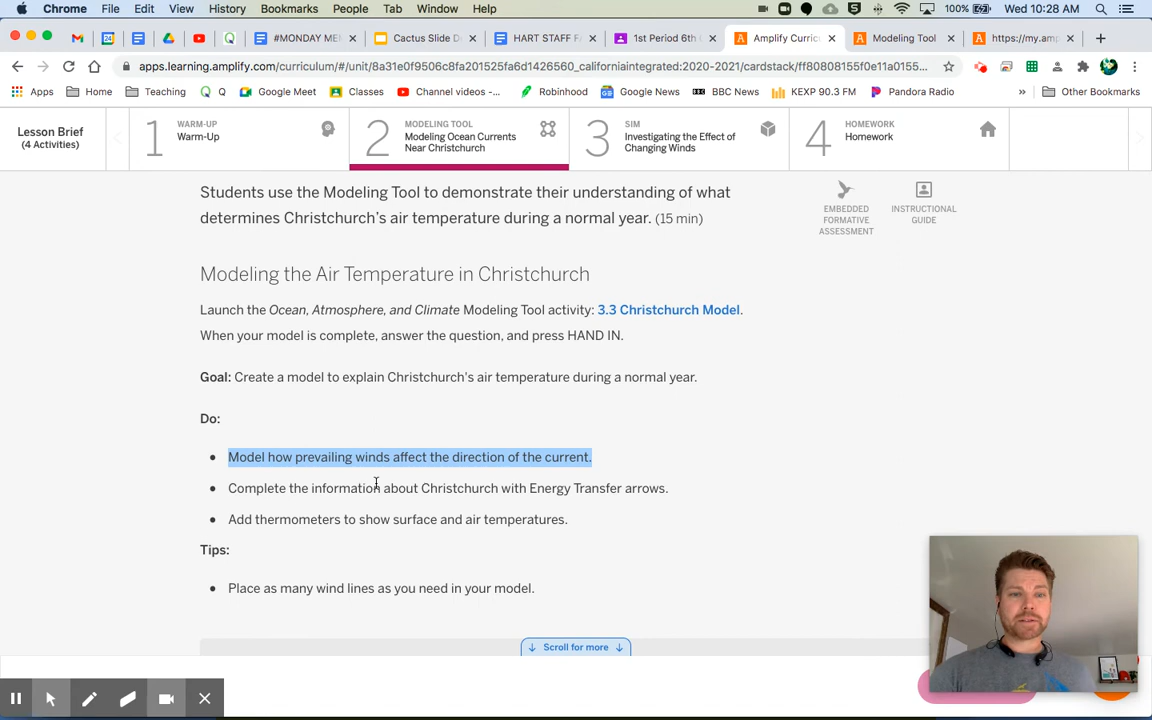 Chrome File Edit View History Bookmarks People Tab Window Help 100% Wed 10:28 AM
#MONDAY ME
Cactus Slide D
HART STAFF F
1st Period 6th
Amplify Curric
Modeling Tool
https://my.amp
apps.learning.amplify.com/curriculum/#/unit/8a31e0f9506c8fa201525fa6d1426560_californiaintegrated:2020-2021/cardstack/ff80808155f0e11a0155...
Apps Home Teaching Q Google Meet Classes Channel videos -... Robinhood Google News BBC News KEXP 90.3 FM Pandora Radio » Other Bookmarks
Lesson Brief
(4 Activities)
1 WARM-UP
Warm-Up
2 MODELING TOOL
Modeling Ocean Currents
Near Christchurch
3 SIM
Investigating the Effect of
Changing Winds
4 HOMEWORK
Homework
Students use the Modeling Tool to demonstrate their understanding of what
determines Christchurch's air temperature during a normal year. (15 min)
EMBEDDED
FORMATIVE
ASSESSMENT
INSTRUCTIONAL
GUIDE
Modeling the Air Temperature in Christchurch
Launch the Ocean, Atmosphere, and Climate Modeling Tool activity: 3.3 Christchurch Model.
When your model is complete, answer the question, and press HAND IN.
Goal: Create a model to explain Christchurch's air temperature during a normal year.
Do:
• Model how prevailing winds affect the direction of the current.
• Complete the information about Christchurch with Energy Transfer arrows.
• Add thermometers to show surface and air temperatures.
Tips:
• Place as many wind lines as you need in your model.
↓ Scroll for more ↓